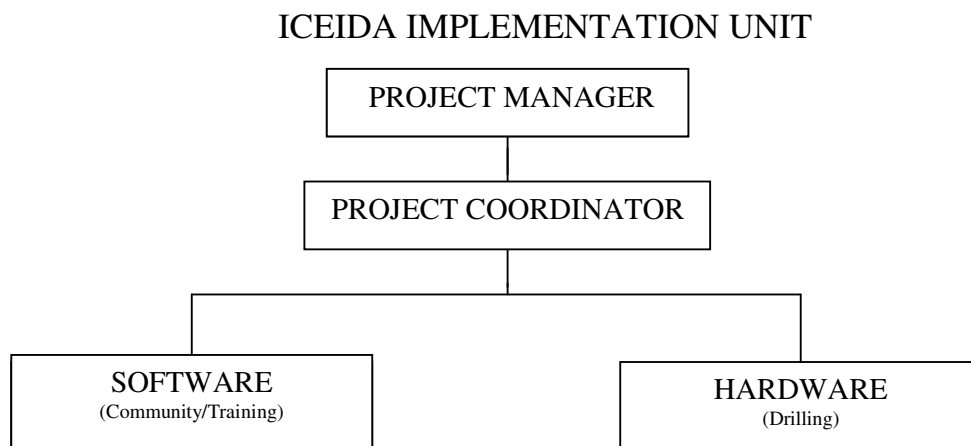 ICEIDA IMPLEMENTATION UNIT
PROJECT MANAGER
PROJECT COORDINATOR
SOFTWARE
(Community/Training)
HARDWARE
(Drilling)